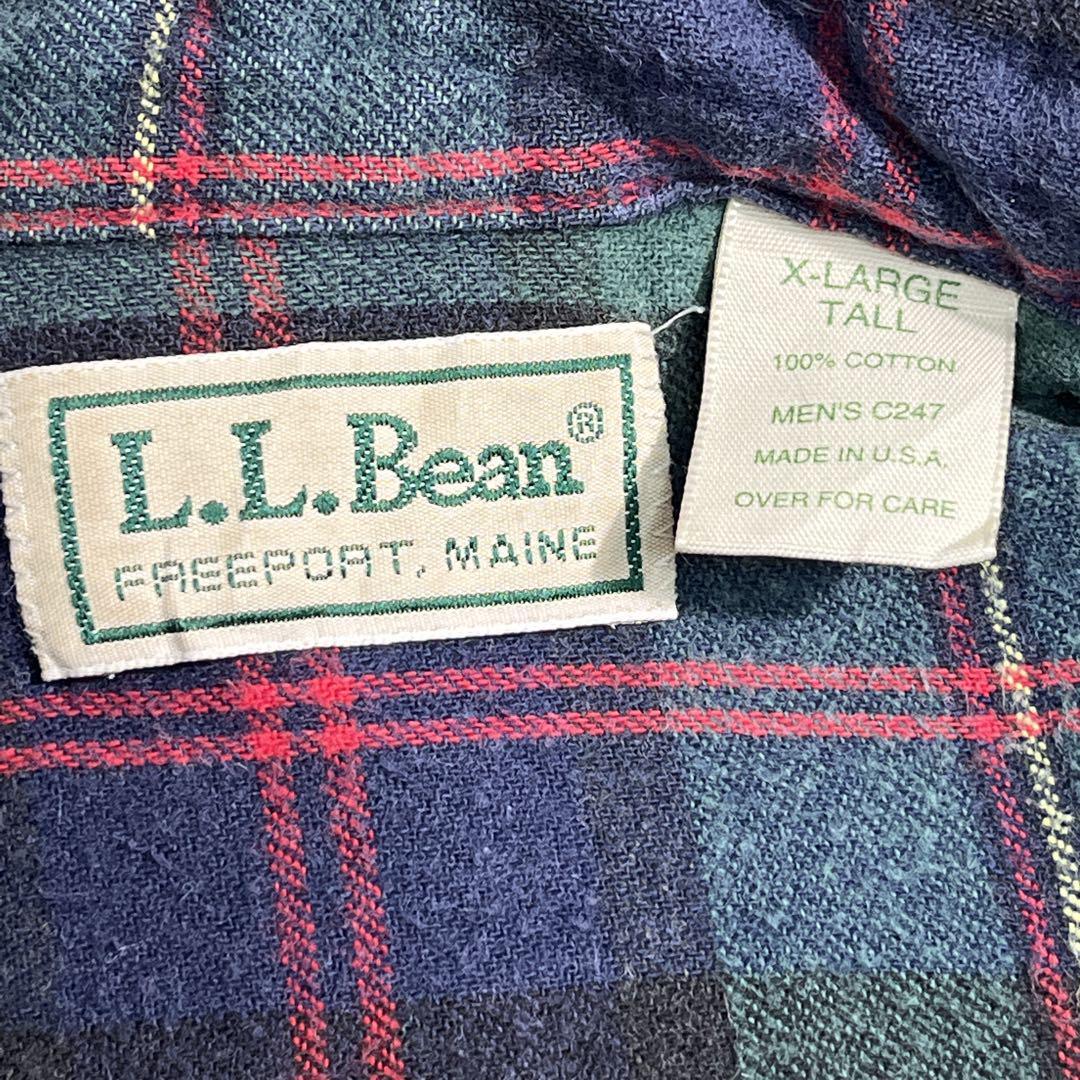 L.L.Bean®
FREEPORT, MAINE
X-LARGE
TALL
100% COTTON
MEN'S C247
MADE IN U.S.A.
OVER FOR CARE